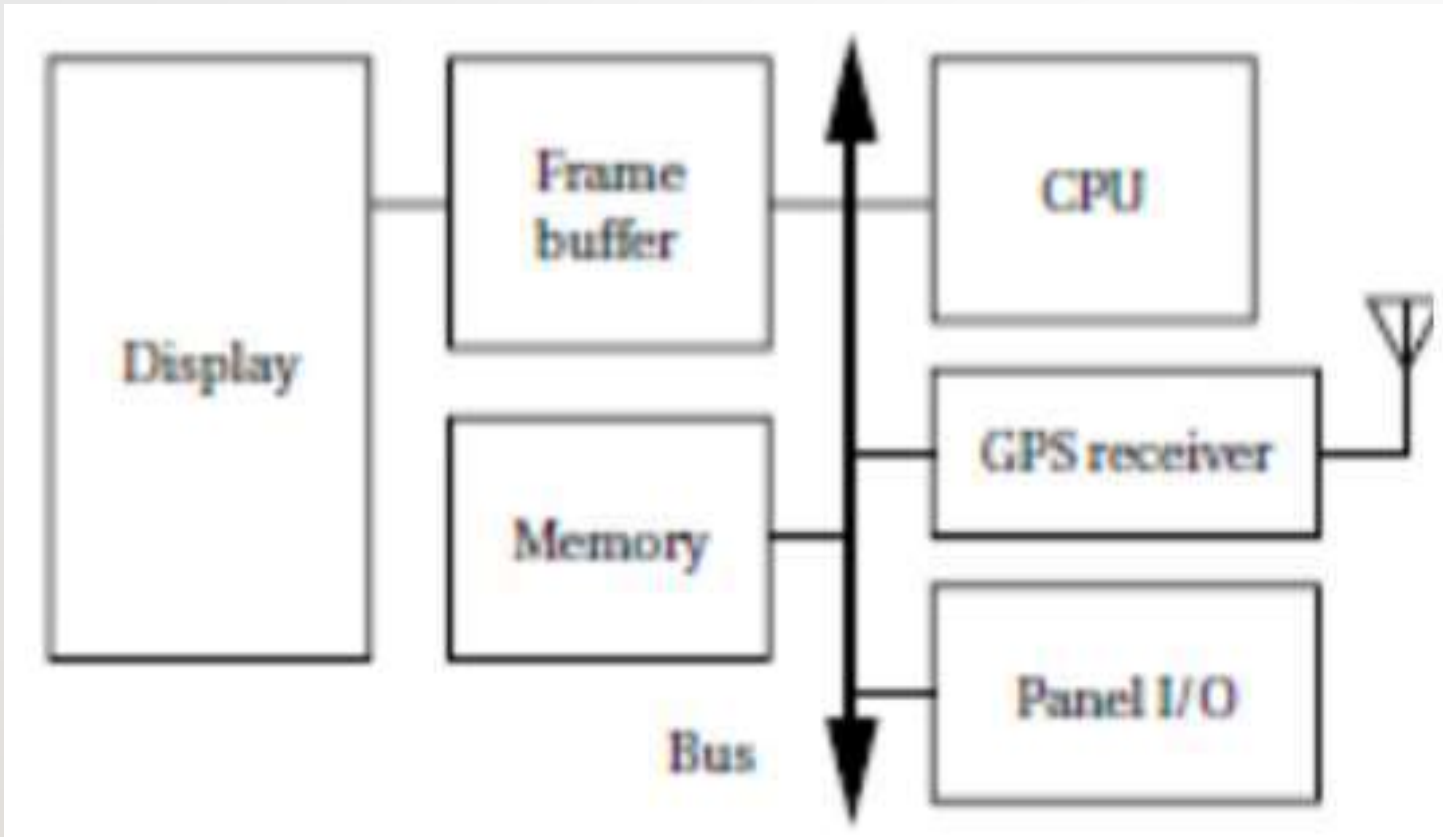 Frame
buffer
CPU
Display
GPS receiver
Memory
Panel I/O
Bus